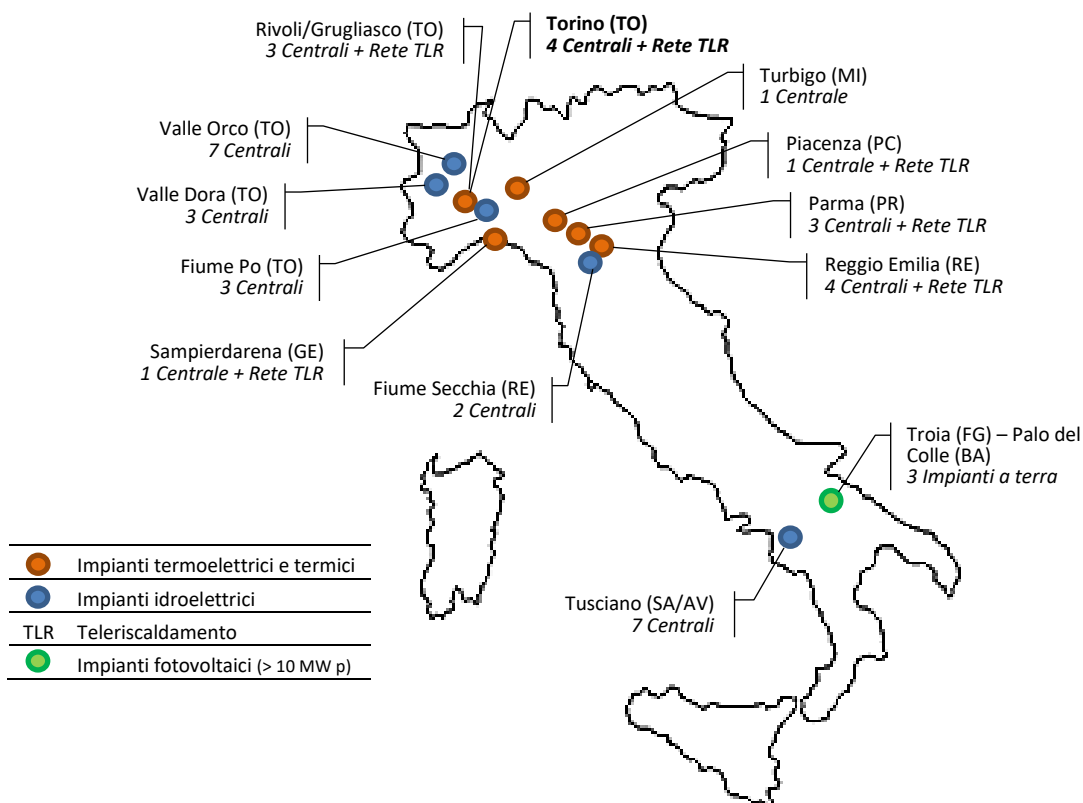 Rivoli/Grugliasco (TO)
3 Centrali + Rete TLR
Torino (TO)
4 Centrali + Rete TLR
Turbigo (MI)
1 Centrale
Valle Orco (TO)
7 Centrali
Piacenza (PC)
1 Centrale + Rete TLR
Valle Dora (TO)
3 Centrali
Parma (PR)
3 Centrali + Rete TLR
Fiume Po (TO)
3 Centrali
Reggio Emilia (RE)
4 Centrali + Rete TLR
Sampierdarena (GE)
1 Centrale + Rete TLR
Fiume Secchia (RE)
2 Centrali
Troia (FG) – Palo del
Colle (BA)
3 Impianti a terra
Tusciano (SA/AV)
7 Centrali
Impianti termoelettrici e termici
Impianti idroelettrici
TLR Teleriscaldamento
Impianti fotovoltaici (> 10 MW p)